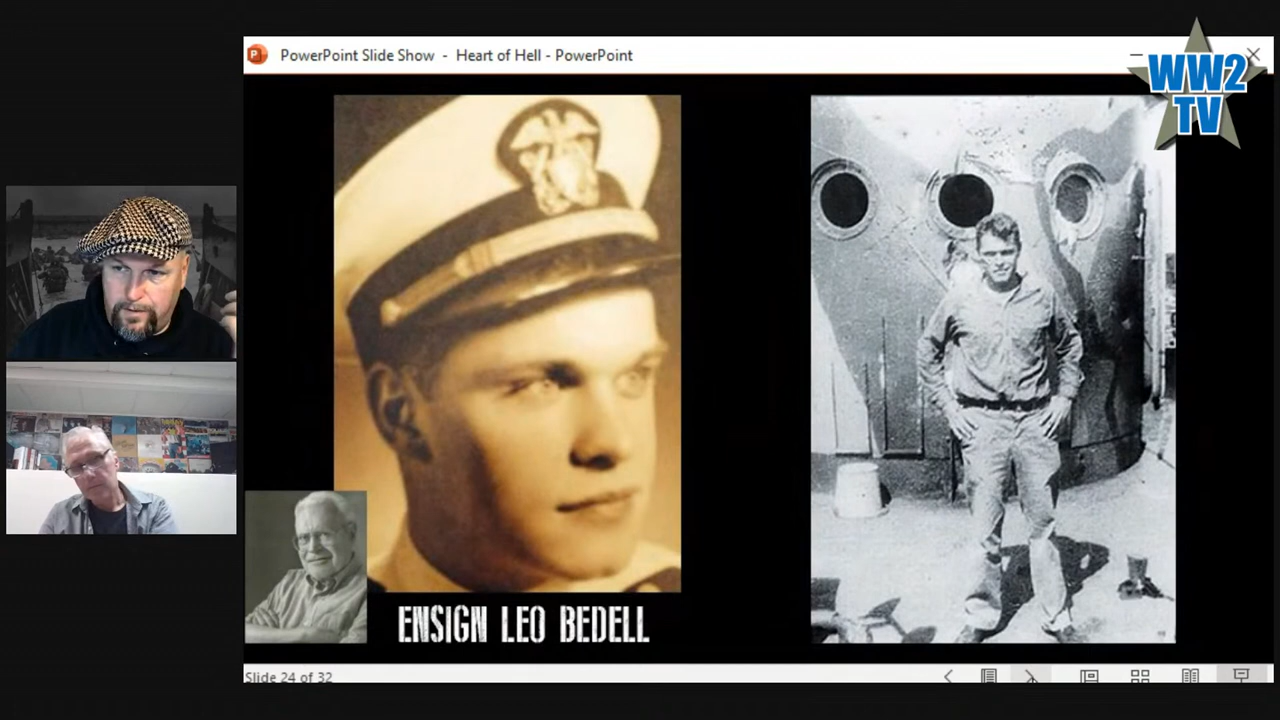 PowerPoint Slide Show - Heart of Hell - PowerPoint
WW2
TV
ENSIGN LEO BEDELL
Slide 24 of 32